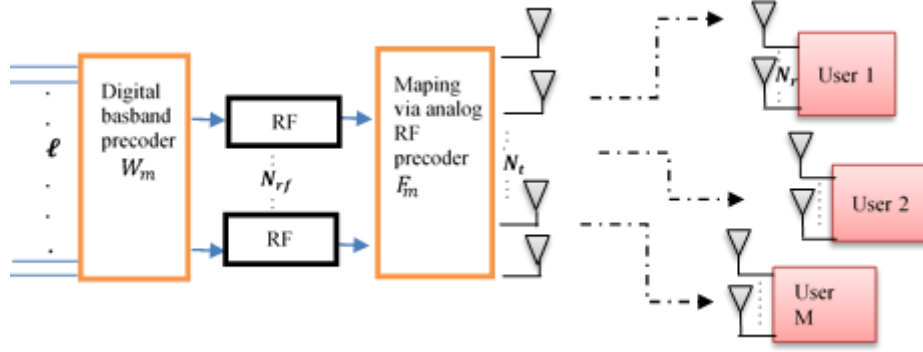 ℓ
Digital
basband
precoder
W_m
RF
N_rf
RF
Maping
via analog
RF
precoder
F_m
N_t
N_r
User 1
User 2
User
M